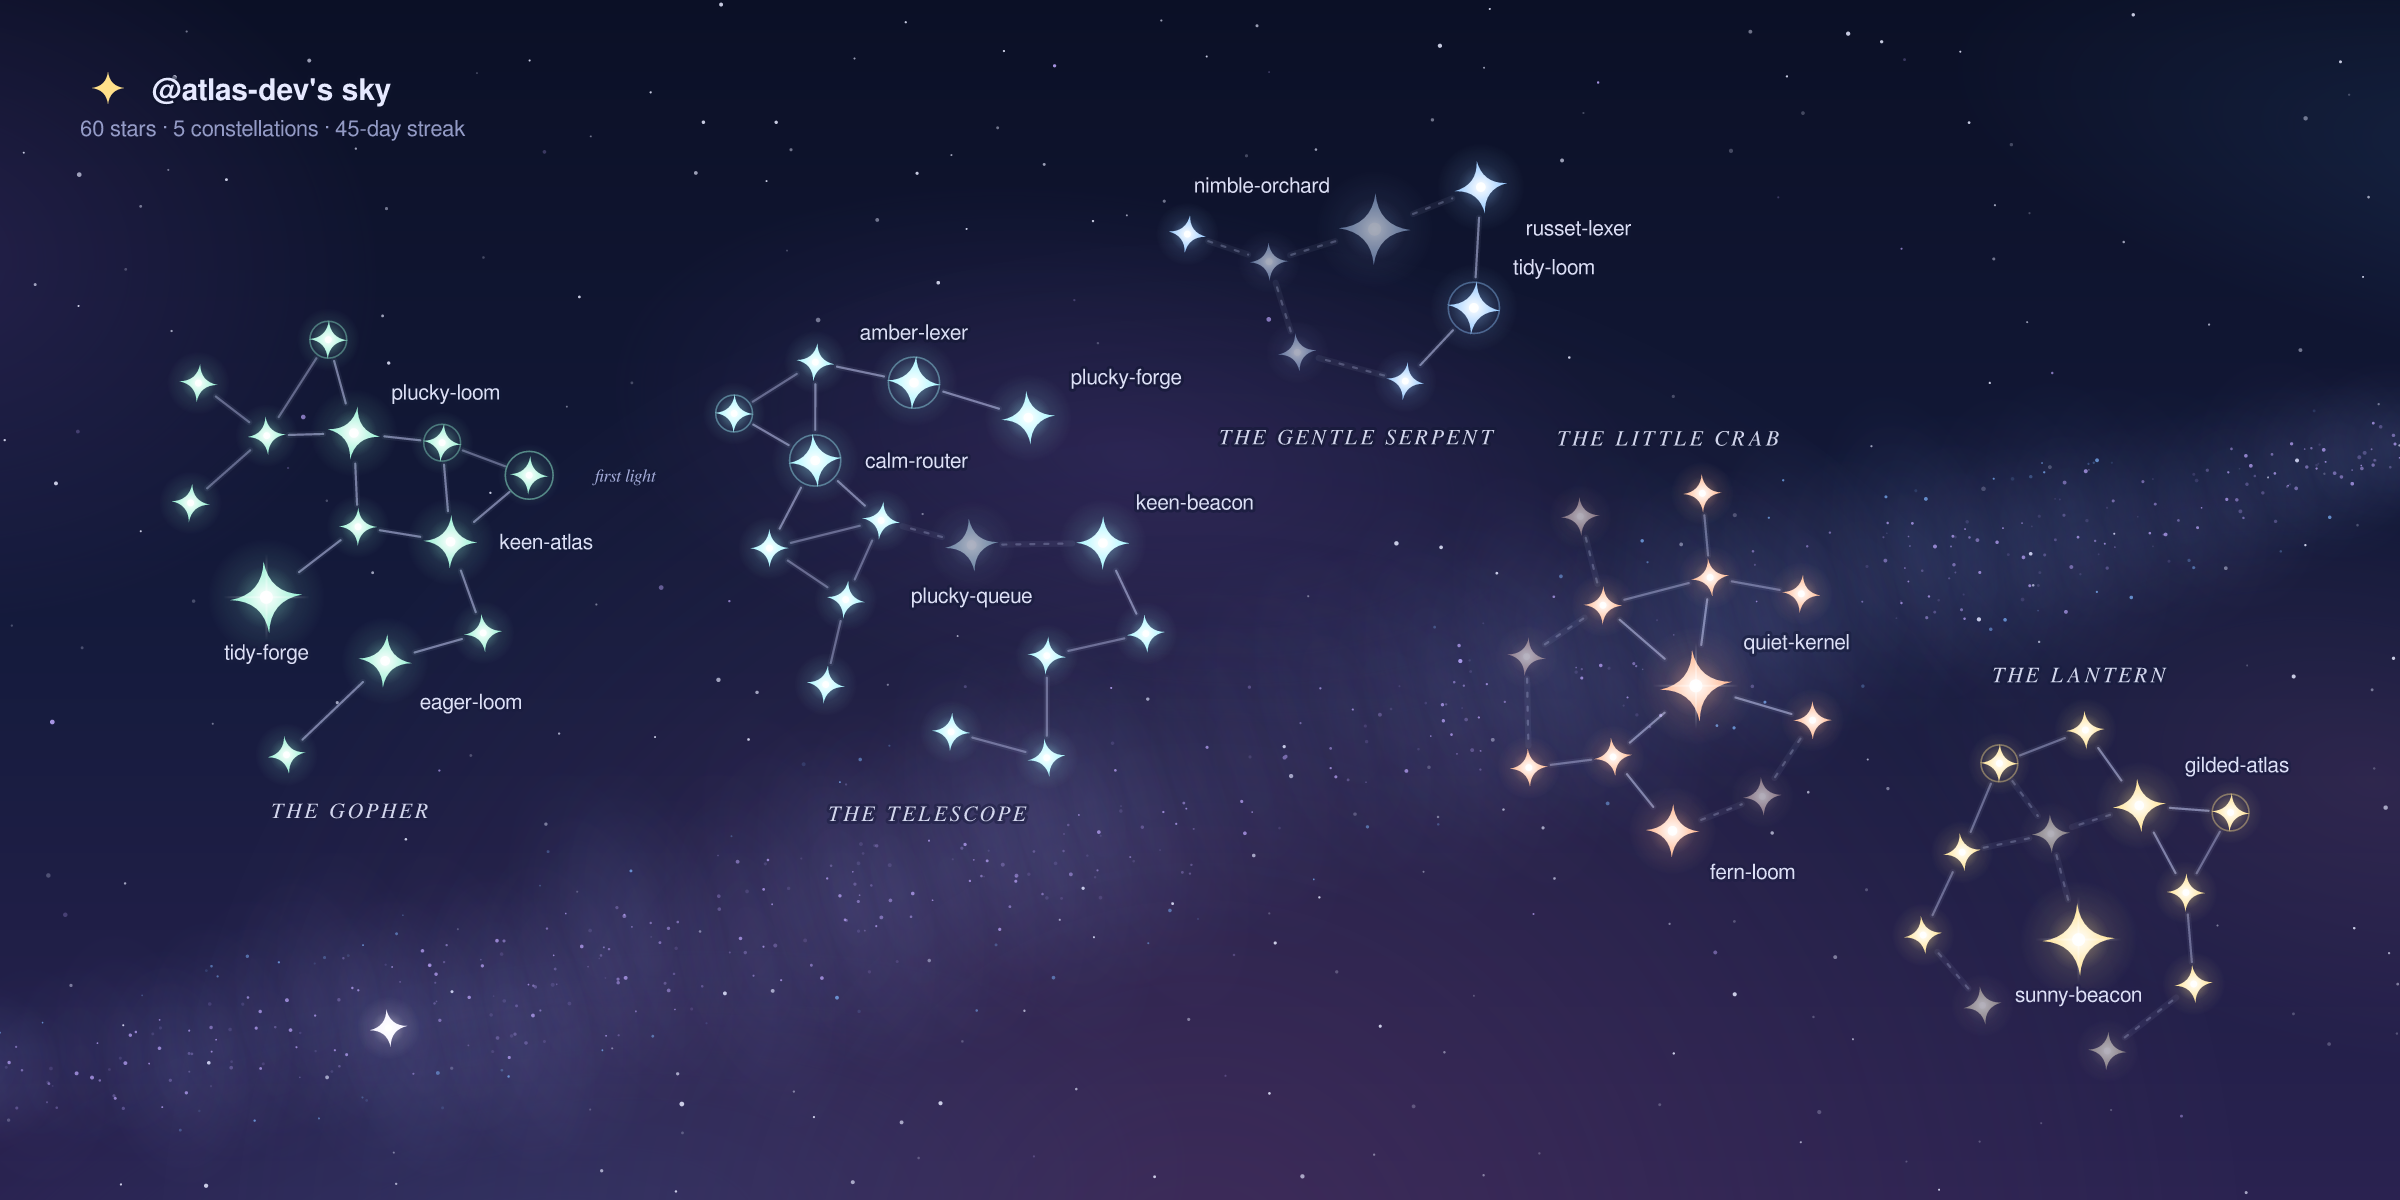 @atlas-dev's sky
60 stars · 5 constellations · 45-day streak
nimble-orchard
russet-lexer
tidy-loom
amber-lexer
plucky-forge
plucky-loom
THE GENTLE SERPENT
THE LITTLE CRAB
calm-router
first light
keen-beacon
keen-atlas
plucky-queue
quiet-kernel
tidy-forge
THE LANTERN
eager-loom
gilded-atlas
THE GOPHER
THE TELESCOPE
fern-loom
sunny-beacon